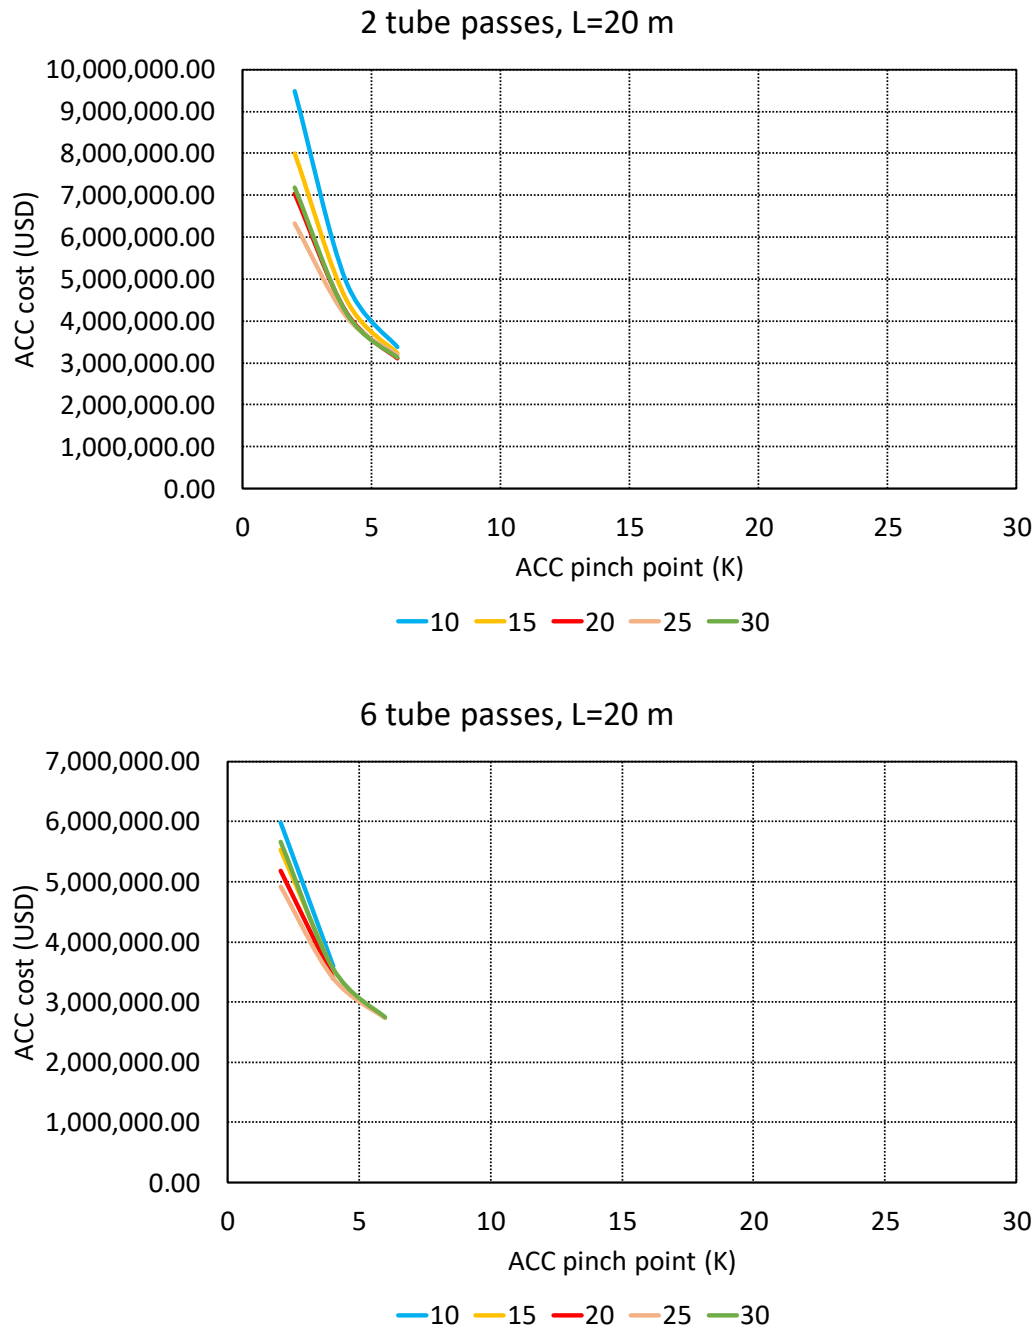 2 tube passes, L=20 m
10,000,000.00
9,000,000.00
8,000,000.00
7,000,000.00
6,000,000.00
5,000,000.00
4,000,000.00
3,000,000.00
2,000,000.00
1,000,000.00
0.00
ACC cost (USD)
0 5 10 15 20 25 30
ACC pinch point (K)
10 15 20 25 30
6 tube passes, L=20 m
7,000,000.00
6,000,000.00
5,000,000.00
4,000,000.00
3,000,000.00
2,000,000.00
1,000,000.00
0.00
ACC cost (USD)
0 5 10 15 20 25 30
ACC pinch point (K)
10 15 20 25 30